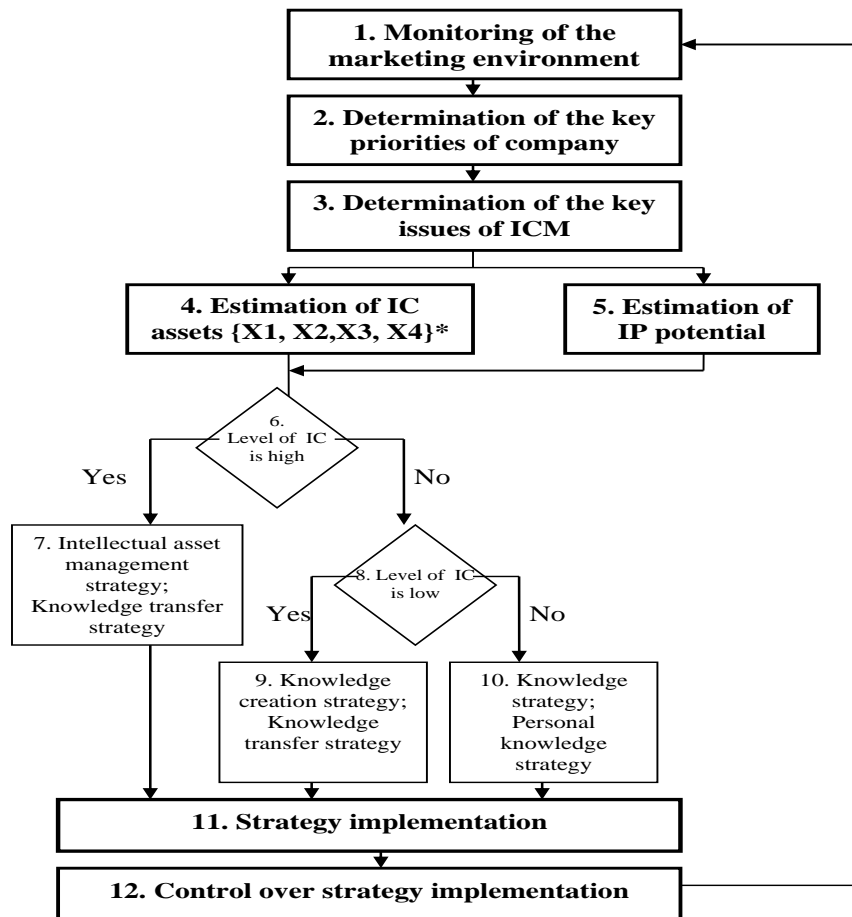 1. Monitoring of the
marketing environment
2. Determination of the key
priorities of company
3. Determination of the key
issues of ICM
4. Estimation of IC
assets {X1, X2,X3, X4}*
5. Estimation of
IP potential
6.
Level of IC
is high
Yes
No
7. Intellectual asset
management
strategy;
Knowledge transfer
strategy
8. Level of IC
is low
Yes
No
9. Knowledge
creation strategy;
Knowledge
transfer strategy
10. Knowledge
strategy;
Personal
knowledge
strategy
11. Strategy implementation
12. Control over strategy implementation